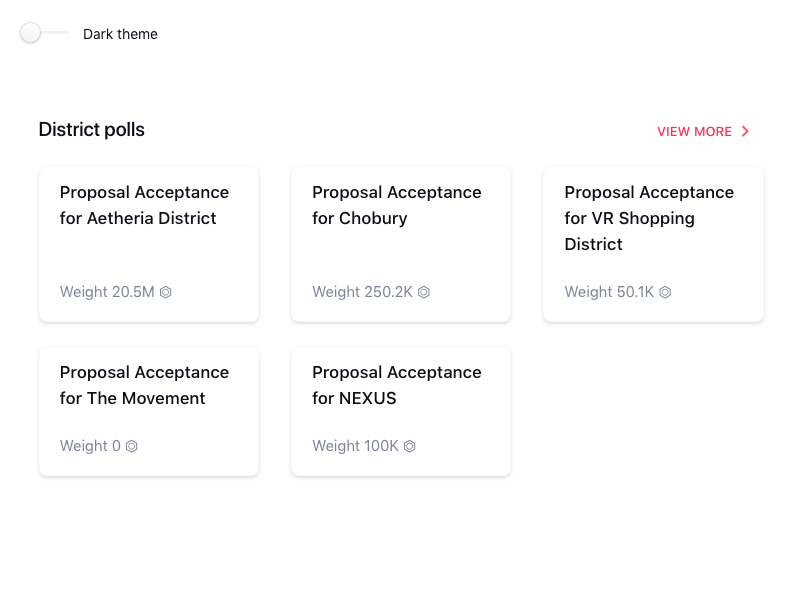 Dark theme
District polls
VIEW MORE
Proposal Acceptance
for Aetheria District
Weight 20.5M
Proposal Acceptance
for Chobury
Weight 250.2K
Proposal Acceptance
for VR Shopping
District
Weight 50.1K
Proposal Acceptance
for The Movement
Weight 0
Proposal Acceptance
for NEXUS
Weight 100K